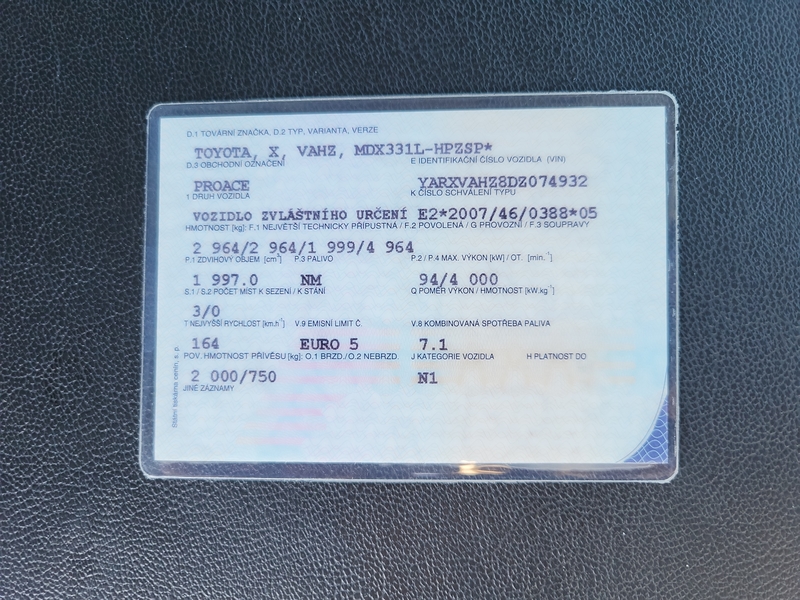 D.1 TOVÁRNÍ ZNAČKA, D.2 TYP, VARIANTA, VERZE
TOYOTA, X, VAHZ, MDX331L-HPZSP*
D.3 OBCHODNÍ OZNAČENÍ E IDENTIFIKAČNÍ ČÍSLO VOZIDLA (VIN)
PROACE YARXVAHZ8DZ074932
1 DRUH VOZIDLA K ČÍSLO SCHVÁLENÍ TYPU
VOZIDLO ZVLÁŠTNÍHO URČENÍ E2*2007/46/0388*05
HMOTNOST [kg]: F.1 NEJVĚTŠÍ TECHNICKY PŘÍPUSTNÁ / F.2 POVOLENÁ / G PROVOZNÍ / F.3 SOUPRAVY
2 964/2 964/1 999/4 964
P.1 ZDVIHOVÝ OBJEM [cm³] P.3 PALIVO P.2 / P.4 MAX. VÝKON [kW] / OT. [min.⁻¹]
1 997.0 NM 94/4 000
S.1 / S.2 POČET MÍST K SEZENÍ / K STÁNÍ Q POMĚR VÝKON / HMOTNOST [kW.kg⁻¹]
3/0
T NEJVYŠŠÍ RYCHLOST [km.h⁻¹] V.9 EMISNÍ LIMIT Č. V.8 KOMBINOVANÁ SPOTŘEBA PALIVA
164 EURO 5 7.1
POV. HMOTNOST PŘÍVĚSU [kg]: O.1 BRZD./O.2 NEBRZD. J KATEGORIE VOZIDLA H PLATNOST DO
2 000/750 N1
JINÉ ZÁZNAMY
Státní tiskárna cenin, s. p.